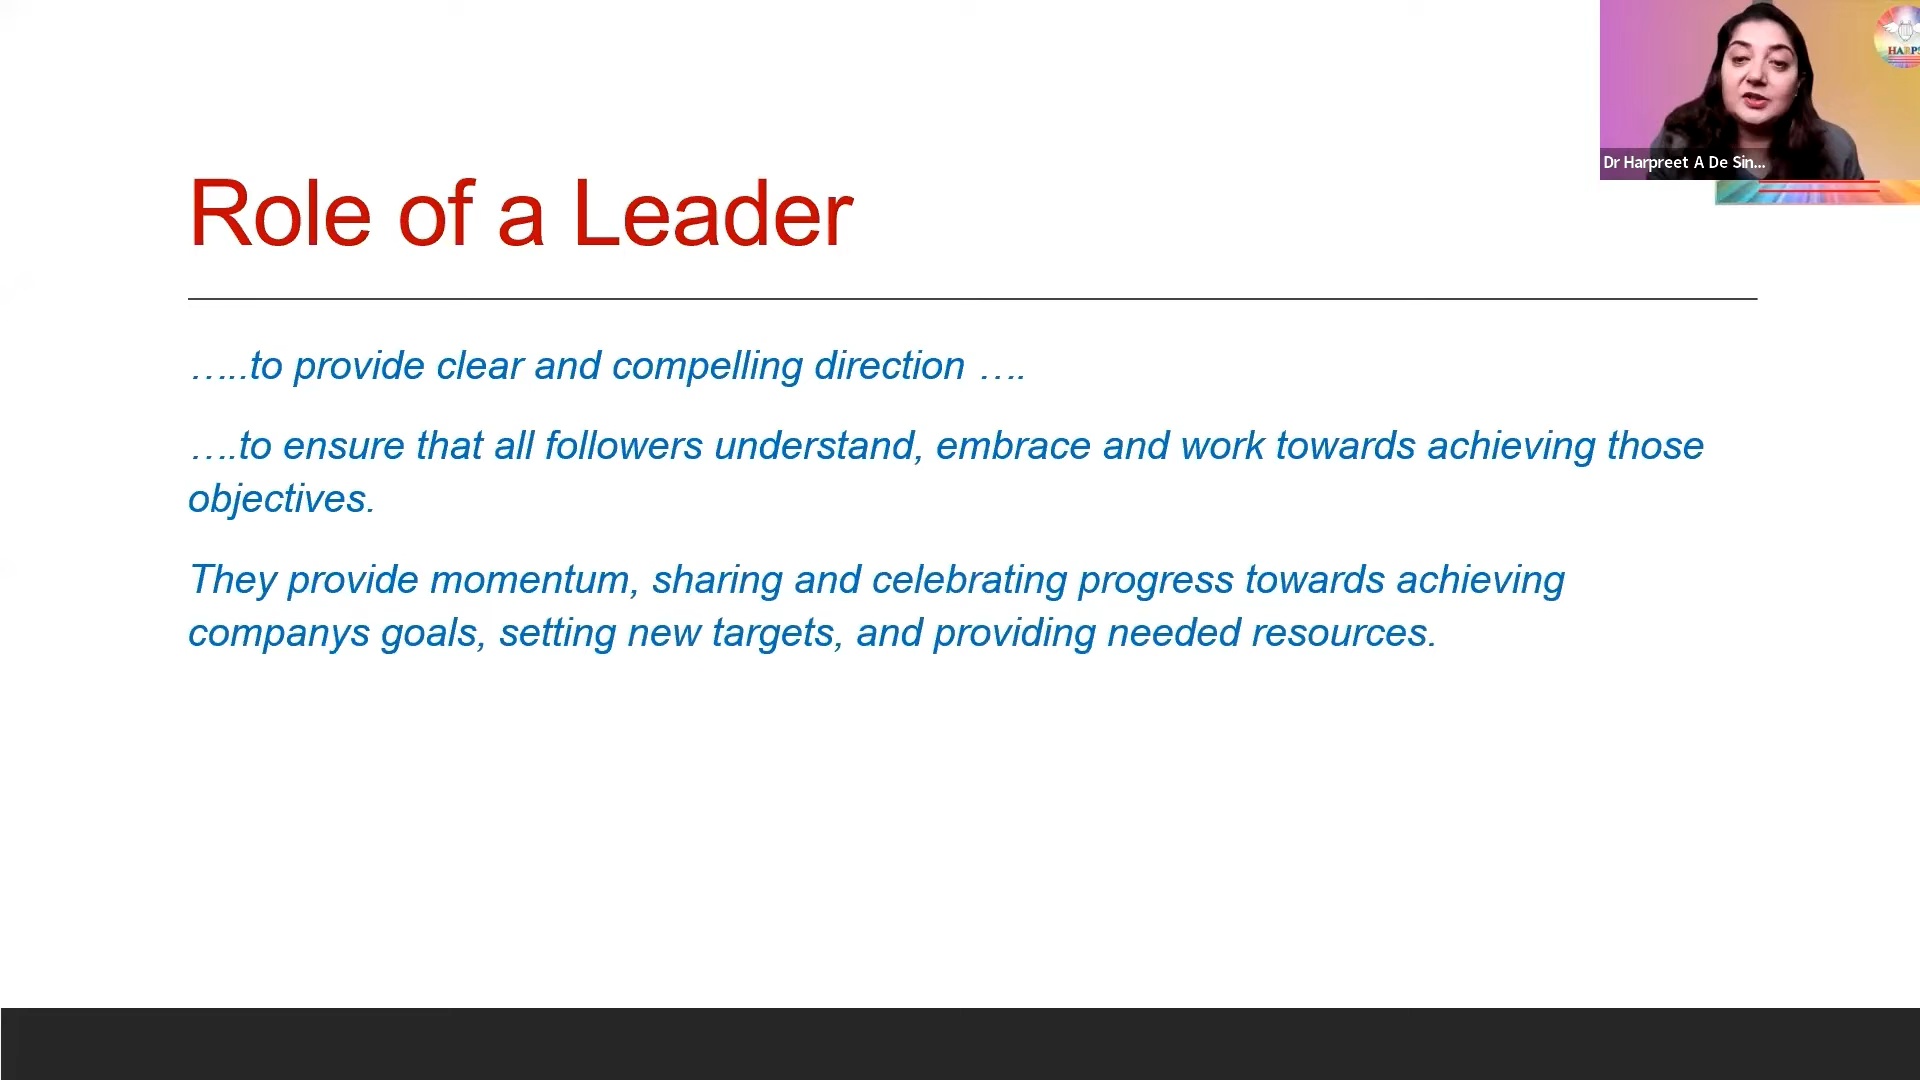 HARPS
Dr Harpreet A De Sin...
Role of a Leader
…..to provide clear and compelling direction ….
….to ensure that all followers understand, embrace and work towards achieving those
objectives.
They provide momentum, sharing and celebrating progress towards achieving
companys goals, setting new targets, and providing needed resources.